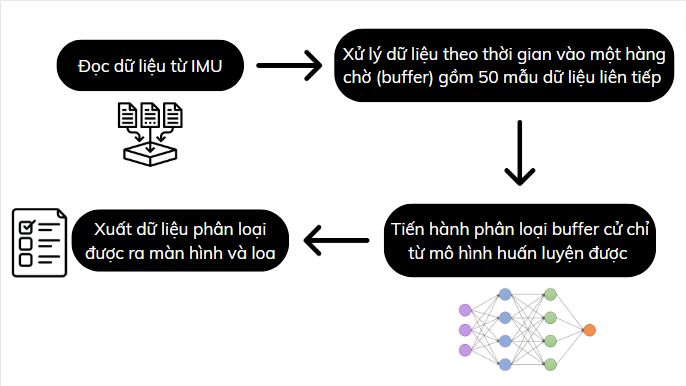 Đọc dữ liệu từ IMU
Xử lý dữ liệu theo thời gian vào một hàng
chờ (buffer) gồm 50 mẫu dữ liệu liên tiếp
Tiến hành phân loại buffer cử chỉ
từ mô hình huấn luyện được
Xuất dữ liệu phân loại
được ra màn hình và loa